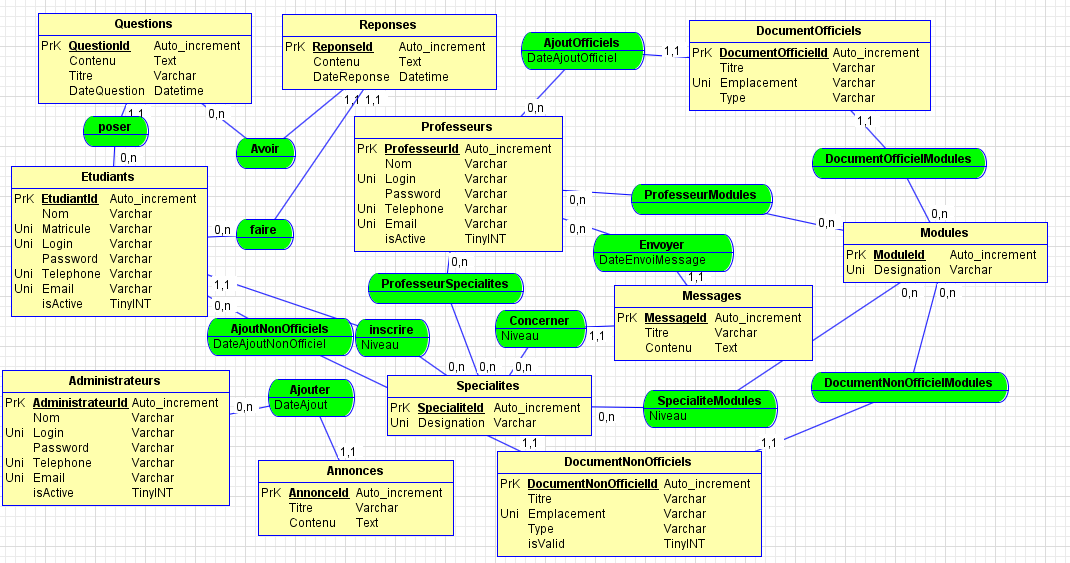 Questions
PrK QuestionId Auto_increment
Contenu Text
Titre Varchar
DateQuestion Datetime
Reponses
PrK ReponseId Auto_increment
Contenu Text
DateReponse Datetime
AjoutOfficiels
DateAjoutOfficiel
1,1
DocumentOfficiels
PrK DocumentOfficielId Auto_increment
Titre Varchar
Uni Emplacement Varchar
Type Varchar
1,1
0,n
1,1
1,1
0,n
1,1
poser
0,n
Avoir
Professeurs
PrK ProfesseurId Auto_increment
Nom Varchar
Uni Login Varchar
Password Varchar
Uni Telephone Varchar
Uni Email Varchar
isActive TinyINT
DocumentOfficielModules
Etudiants
PrK EtudiantId Auto_increment
Nom Varchar
Uni Matricule Varchar
Uni Login Varchar
Password Varchar
Uni Telephone Varchar
Uni Email Varchar
isActive TinyINT
0,n
faire
0,n
ProfesseurModules
0,n
0,n
0,n
Envoyer
DateEnvoiMessage
1,1
Modules
PrK ModuleId Auto_increment
Uni Designation Varchar
0,n
0,n
0,n
ProfesseurSpecialites
1,1
0,n
Messages
PrK MessageId Auto_increment
Titre Varchar
Contenu Text
AjoutNonOfficiels
DateAjoutNonOfficiel
inscrire
Niveau
Concerner
Niveau
1,1
0,n
0,n
0,n
Administrateurs
PrK AdministrateurId Auto_increment
Nom Varchar
Uni Login Varchar
Password Varchar
Uni Telephone Varchar
Uni Email Varchar
isActive TinyINT
0,n
Ajouter
DateAjout
1,1
Specialites
PrK SpecialiteId Auto_increment
Uni Designation Varchar
0,n
SpecialiteModules
Niveau
DocumentNonOfficielModules
1,1
1,1
Annonces
PrK AnnonceId Auto_increment
Titre Varchar
Contenu Text
DocumentNonOfficiels
PrK DocumentNonOfficielId Auto_increment
Titre Varchar
Uni Emplacement Varchar
Type Varchar
isValid TinyINT